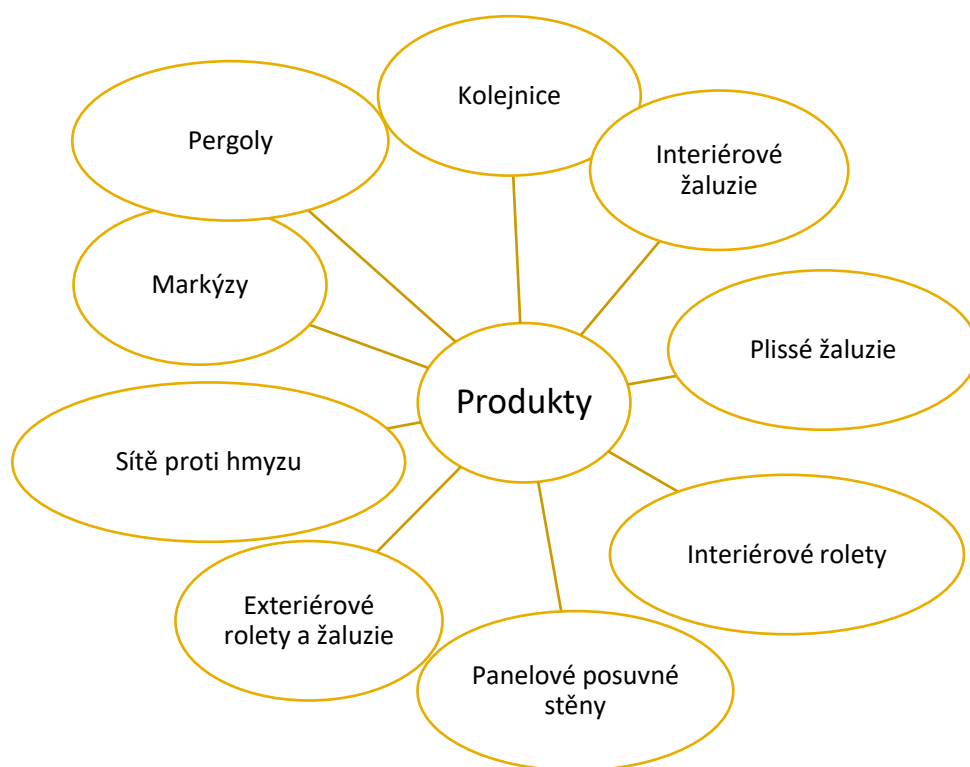 Kolejnice
Pergoly
Interiérové
žaluzie
Markýzy
Plissé žaluzie
Produkty
Sítě proti hmyzu
Interiérové rolety
Exteriérové
rolety a žaluzie
Panelové posuvné
stěny